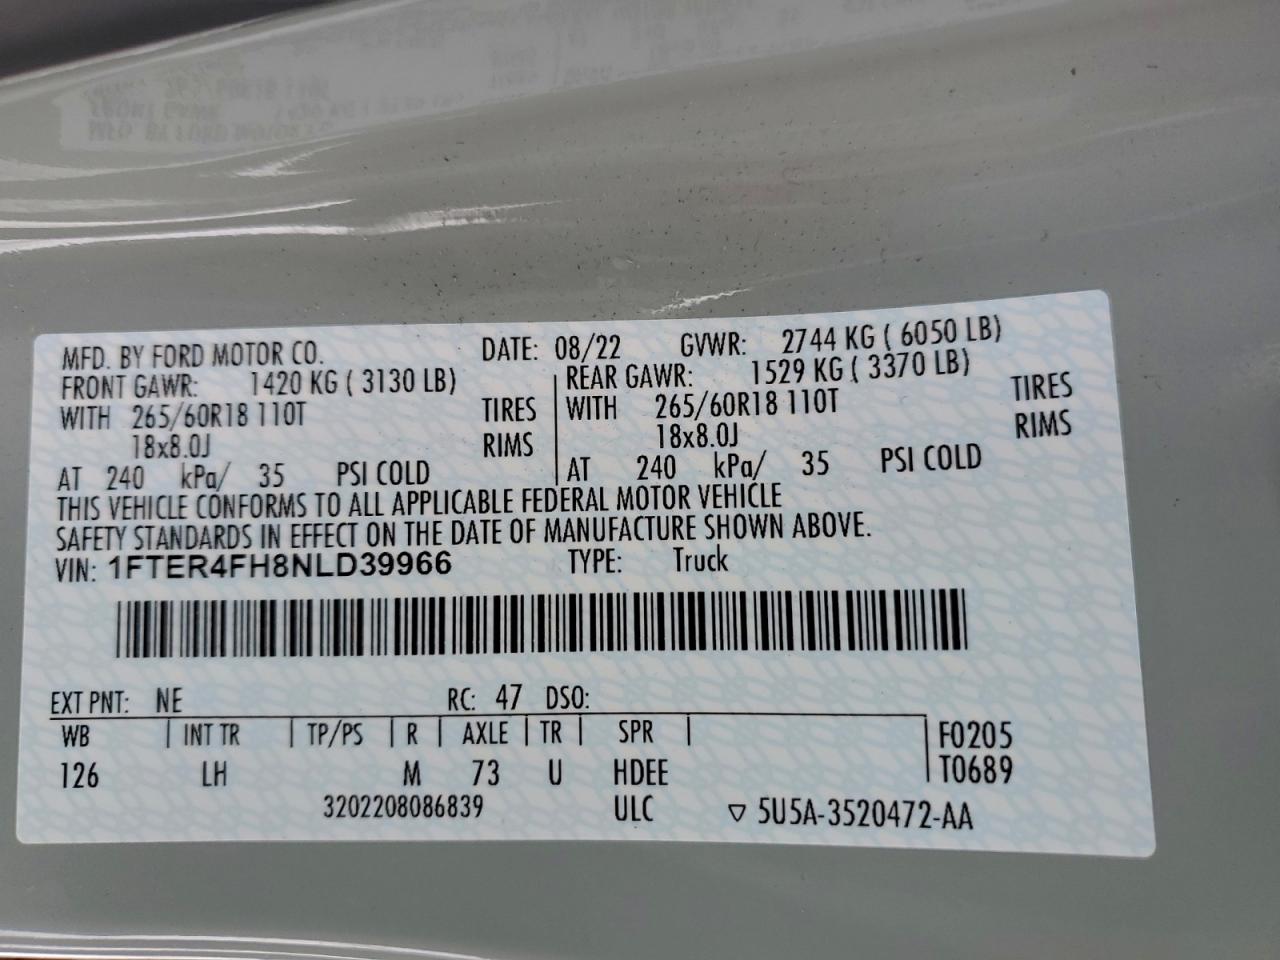 MFD. BY FORD MOTOR CO. DATE: 08/22 GVWR: 2744 KG ( 6050 LB)
FRONT GAWR: 1420 KG ( 3130 LB) REAR GAWR: 1529 KG ( 3370 LB)
WITH 265/60R18 110T TIRES WITH 265/60R18 110T TIRES
18x8.0J RIMS 18x8.0J RIMS
AT 240 kPa/ 35 PSI COLD AT 240 kPa/ 35 PSI COLD
THIS VEHICLE CONFORMS TO ALL APPLICABLE FEDERAL MOTOR VEHICLE
SAFETY STANDARDS IN EFFECT ON THE DATE OF MANUFACTURE SHOWN ABOVE.
VIN: 1FTER4FH8NLD39966 TYPE: Truck
EXT PNT: NE RC: 47 DSO:
WB INT TR TP/PS R AXLE TR SPR F0205
126 LH M 73 U HDEE T0689
3202208086839 ULC ▽ 5U5A-3520472-AA